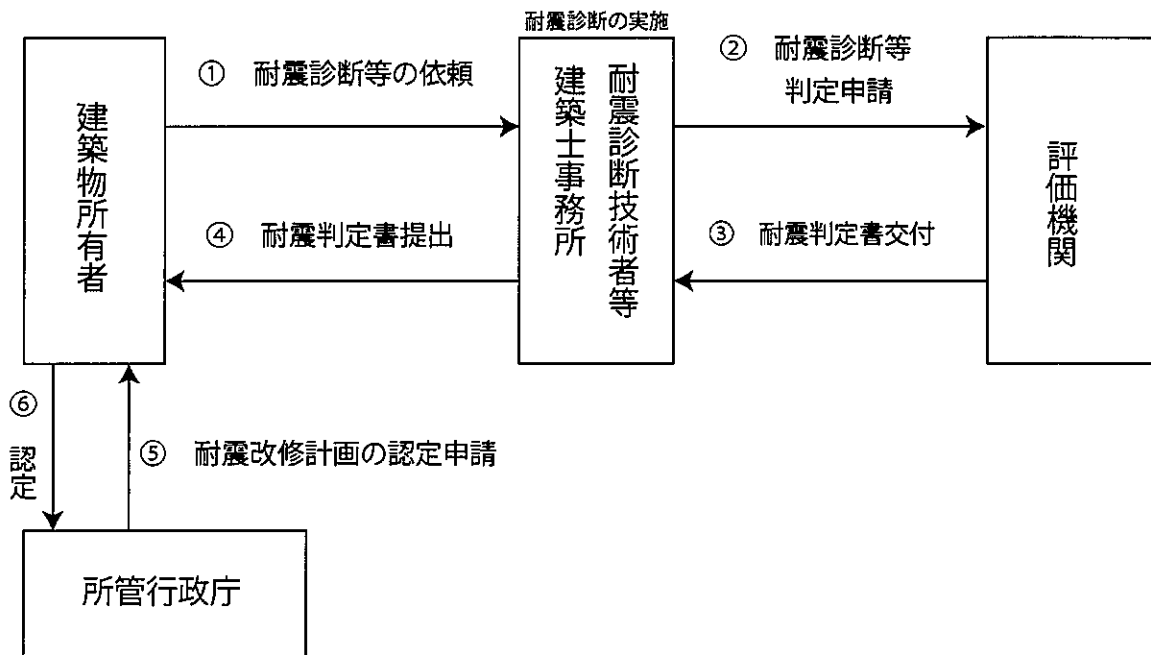 耐震診断の実施
① 耐震診断等の依頼
② 耐震診断等
判定申請
建築物所有者
耐震診断技術者等
建築士事務所
評価機関
④ 耐震判定書提出
③ 耐震判定書交付
⑥ 認定
⑤ 耐震改修計画の認定申請
所管行政庁